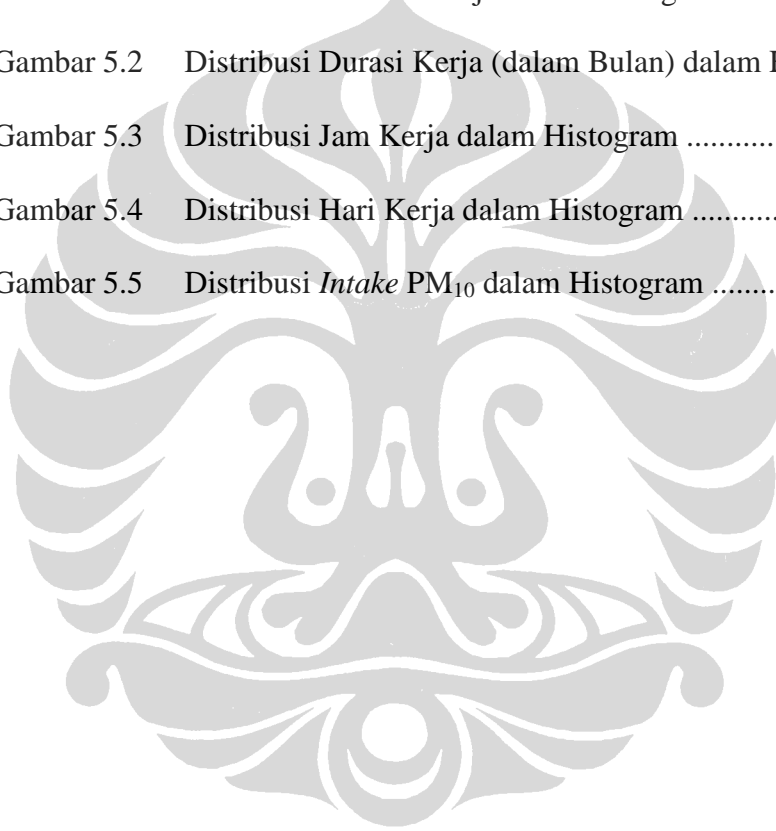 Gambar 5.2 Distribusi Durasi Kerja (dalam Bulan) dalam
Gambar 5.3 Distribusi Jam Kerja dalam Histogram ...........
Gambar 5.4 Distribusi Hari Kerja dalam Histogram ...........
Gambar 5.5 Distribusi Intake PM₁₀ dalam Histogram ........